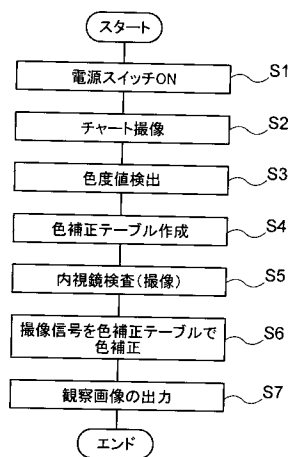 スタート
電源スイッチON
S1
チャート撮像
S2
色度値検出
S3
色補正テーブル作成
S4
内視鏡検査(撮像)
S5
撮像信号を色補正テーブルで
色補正
S6
観察画像の出力
S7
エンド